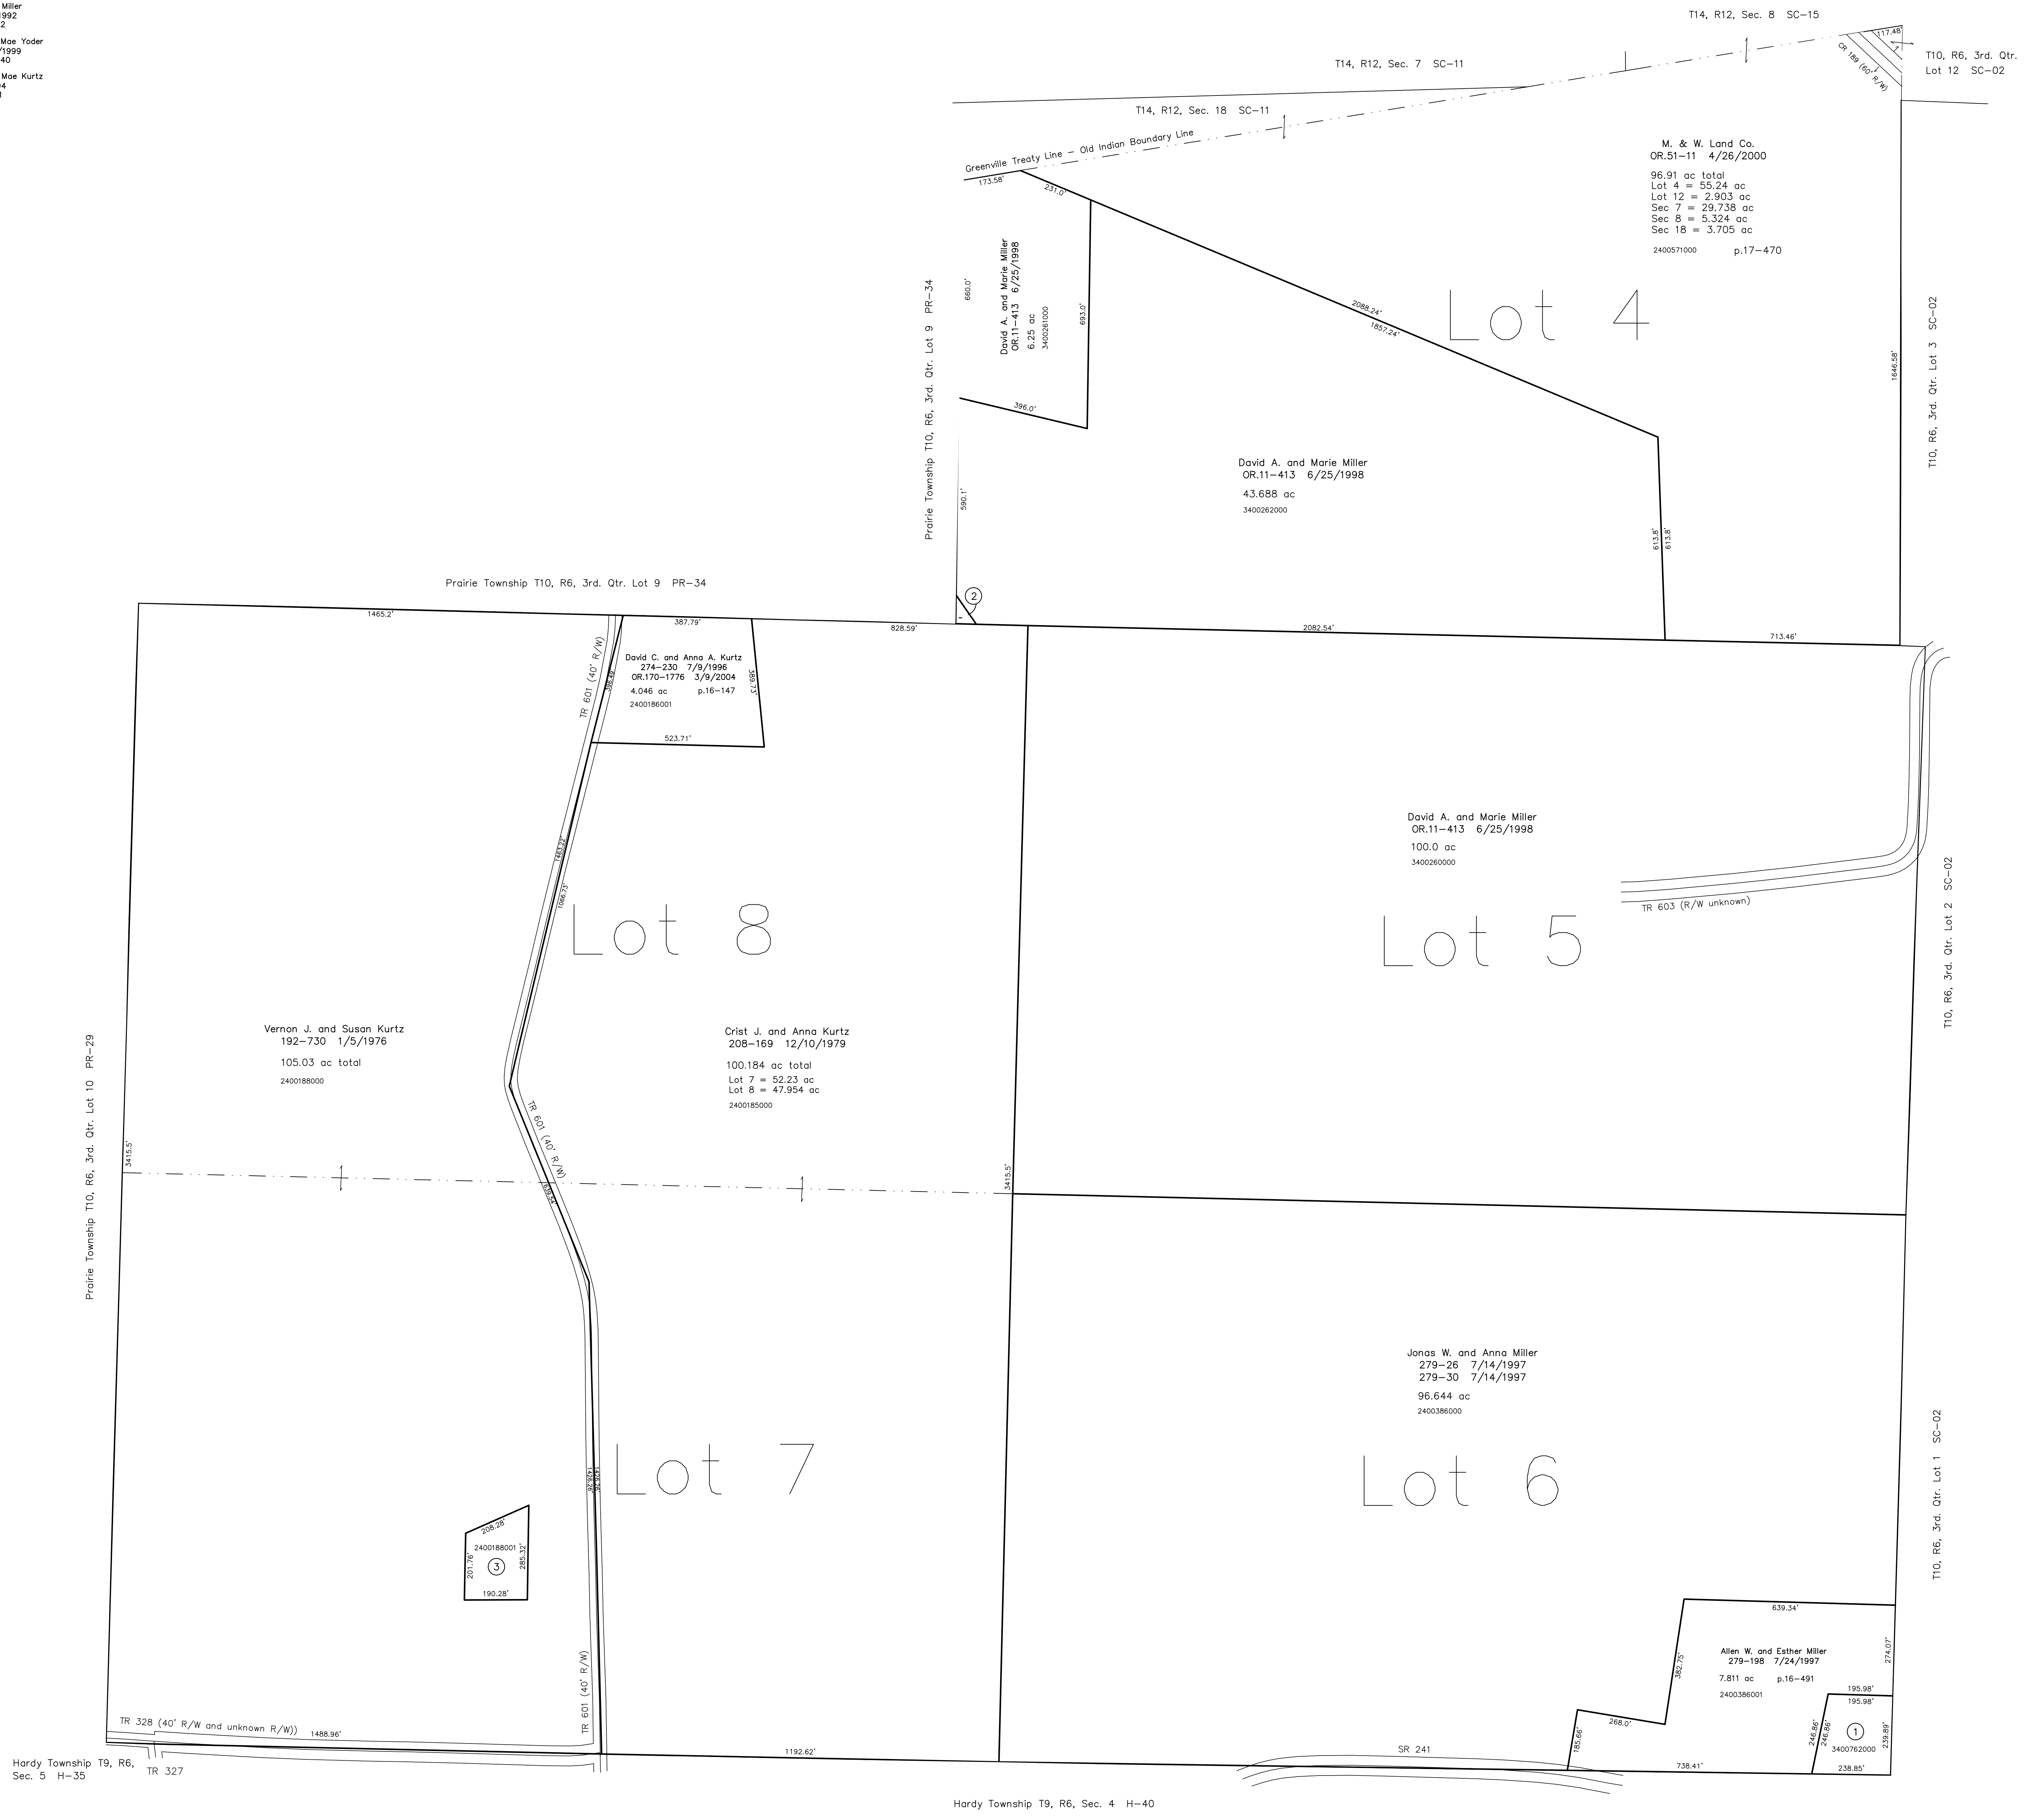 Miller
1992
2
Mae Yoder
/1999
40
Mae Kurtz
T14, R12, Sec. 8 SC-15
117.48
T10, R6, 3rd. Qtr.
Lot 12 SC-02
CR 189 (60' R/W)
T14, R12, Sec. 7 SC-11
T14, R12, Sec. 18 SC-11
Greenville Treaty Line - Old Indian Boundary Line
173.58'
231.0'
M. & W. Land Co.
OR.51-11 4/26/2000
96.91 ac total
Lot 4 = 55.24 ac
Lot 12 = 2.903 ac
Sec 7 = 29.738 ac
Sec 8 = 5.324 ac
Sec 18 = 3.705 ac
2400571000 p.17-470
David A. and Marie Miller
OR.11-413 6/25/1998
6.25 ac
3400261000
660.0'
693.0'
396.0'
Prairie Township T10, R6, 3rd. Qtr. Lot 9 PR-34
2088.24'
1857.24'
Lot 4
1646.58'
T10, R6, 3rd. Qtr. Lot 3 SC-02
David A. and Marie Miller
OR.11-413 6/25/1998
43.688 ac
3400262000
590.1'
613.8'
613.8'
2
Prairie Township T10, R6, 3rd. Qtr. Lot 9 PR-34
1465.2'
387.79'
828.59'
2082.54'
713.46'
TR 601 (40' R/W)
396.49'
David C. and Anna A. Kurtz
274-230 7/9/1996
OR.170-1776 3/9/2004
4.046 ac p.16-147
2400186001
389.73'
523.71'
1463.22'
1066.73'
Lot 8
David A. and Marie Miller
OR.11-413 6/25/1998
100.0 ac
3400260000
TR 603 (R/W unknown)
Lot 5
T10, R6, 3rd. Qtr. Lot 2 SC-02
Vernon J. and Susan Kurtz
192-730 1/5/1976
105.03 ac total
2400188000
Crist J. and Anna Kurtz
208-169 12/10/1979
100.184 ac total
Lot 7 = 52.23 ac
Lot 8 = 47.954 ac
2400185000
Prairie Township T10, R6, 3rd. Qtr. Lot 10 PR-29
3415.5'
TR 601 (40' R/W)
3415.5'
Jonas W. and Anna Miller
279-26 7/14/1997
279-30 7/14/1997
96.644 ac
2400386000
Lot 7
Lot 6
T10, R6, 3rd. Qtr. Lot 1 SC-02
208.28'
2400188001
3
201.76'
285.32'
190.28'
639.34'
Allen W. and Esther Miller
279-198 7/24/1997
7.811 ac p.16-491
2400386001
382.75'
274.07'
195.98'
195.98'
268.0'
185.66'
246.86'
246.86'
1
3400762000
239.89'
238.85'
738.41'
TR 601 (40' R/W)
TR 328 (40' R/W and unknown R/W))
1488.96'
1192.62'
SR 241
Hardy Township T9, R6,
Sec. 5 H-35
TR 327
Hardy Township T9, R6, Sec. 4 H-40